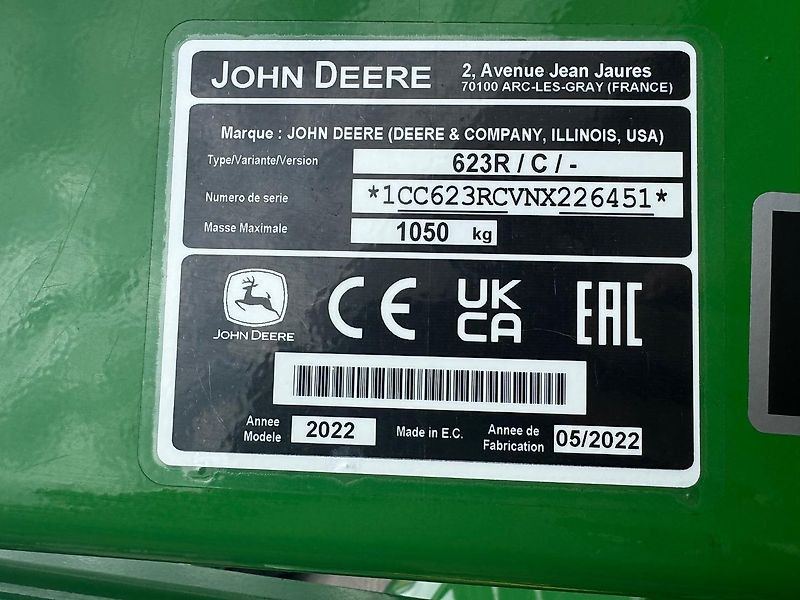 JOHN DEERE
2, Avenue Jean Jaures
70100 ARC-LES-GRAY (FRANCE)
Marque : JOHN DEERE (DEERE & COMPANY, ILLINOIS, USA)
Type/Variante/Version 623R / C / -
Numero de serie *1CC623RCVNX226451*
Masse Maximale 1050 kg
JOHN DEERE
CE
UK
CA
EAC
Annee
Modele 2022
Made in E.C.
Annee de
Fabrication 05/2022